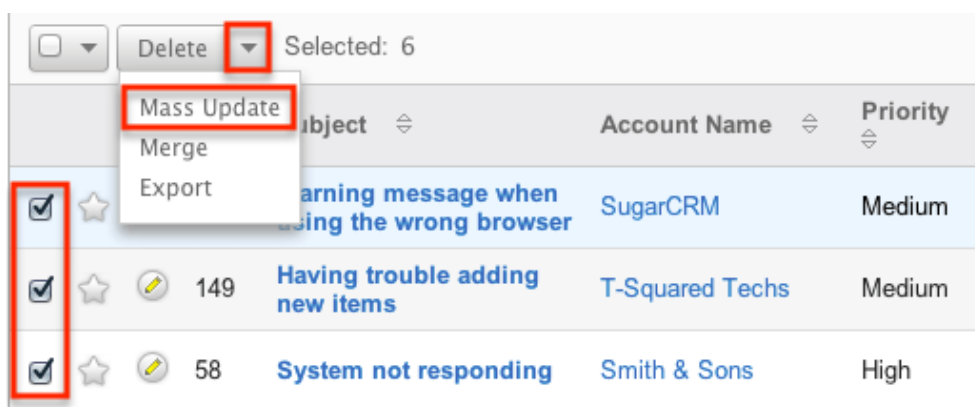 Delete Selected: 6
Mass Update
Merge
Export
ubject Account Name Priority
arning message when
sing the wrong browser SugarCRM Medium
149 Having trouble adding
new items T-Squared Techs Medium
58 System not responding Smith & Sons High